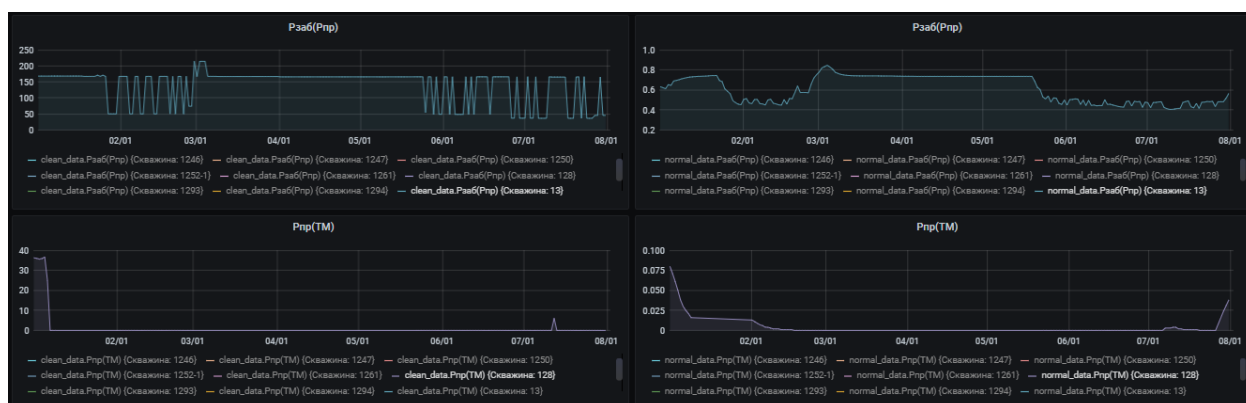 Рзаб(Рпр)
250
200
150
100
50
0
02/01 03/01 04/01 05/01 06/01 07/01 08/01
clean_data.Рзаб(Рпр) {Скважина: 1246} clean_data.Рзаб(Рпр) {Скважина: 1247} clean_data.Рзаб(Рпр) {Скважина: 1250}
clean_data.Рзаб(Рпр) {Скважина: 1252-1} clean_data.Рзаб(Рпр) {Скважина: 1261} clean_data.Рзаб(Рпр) {Скважина: 128}
clean_data.Рзаб(Рпр) {Скважина: 1293} clean_data.Рзаб(Рпр) {Скважина: 1294} clean_data.Рзаб(Рпр) {Скважина: 13}
Рзаб(Рпр)
1.0
0.8
0.6
0.4
0.2
02/01 03/01 04/01 05/01 06/01 07/01 08/01
normal_data.Рзаб(Рпр) {Скважина: 1246} normal_data.Рзаб(Рпр) {Скважина: 1247} normal_data.Рзаб(Рпр) {Скважина: 1250}
normal_data.Рзаб(Рпр) {Скважина: 1252-1} normal_data.Рзаб(Рпр) {Скважина: 1261} normal_data.Рзаб(Рпр) {Скважина: 128}
normal_data.Рзаб(Рпр) {Скважина: 1293} normal_data.Рзаб(Рпр) {Скважина: 1294} normal_data.Рзаб(Рпр) {Скважина: 13}
Рпр(ТМ)
40
30
20
10
0
02/01 03/01 04/01 05/01 06/01 07/01 08/01
clean_data.Рпр(ТМ) {Скважина: 1246} clean_data.Рпр(ТМ) {Скважина: 1247} clean_data.Рпр(ТМ) {Скважина: 1250}
clean_data.Рпр(ТМ) {Скважина: 1252-1} clean_data.Рпр(ТМ) {Скважина: 1261} clean_data.Рпр(ТМ) {Скважина: 128}
clean_data.Рпр(ТМ) {Скважина: 1293} clean_data.Рпр(ТМ) {Скважина: 1294} clean_data.Рпр(ТМ) {Скважина: 13}
Рпр(ТМ)
0.100
0.075
0.050
0.025
0
02/01 03/01 04/01 05/01 06/01 07/01 08/01
normal_data.Рпр(ТМ) {Скважина: 1246} normal_data.Рпр(ТМ) {Скважина: 1247} normal_data.Рпр(ТМ) {Скважина: 1250}
normal_data.Рпр(ТМ) {Скважина: 1252-1} normal_data.Рпр(ТМ) {Скважина: 1261} normal_data.Рпр(ТМ) {Скважина: 128}
normal_data.Рпр(ТМ) {Скважина: 1293} normal_data.Рпр(ТМ) {Скважина: 1294} normal_data.Рпр(ТМ) {Скважина: 13}